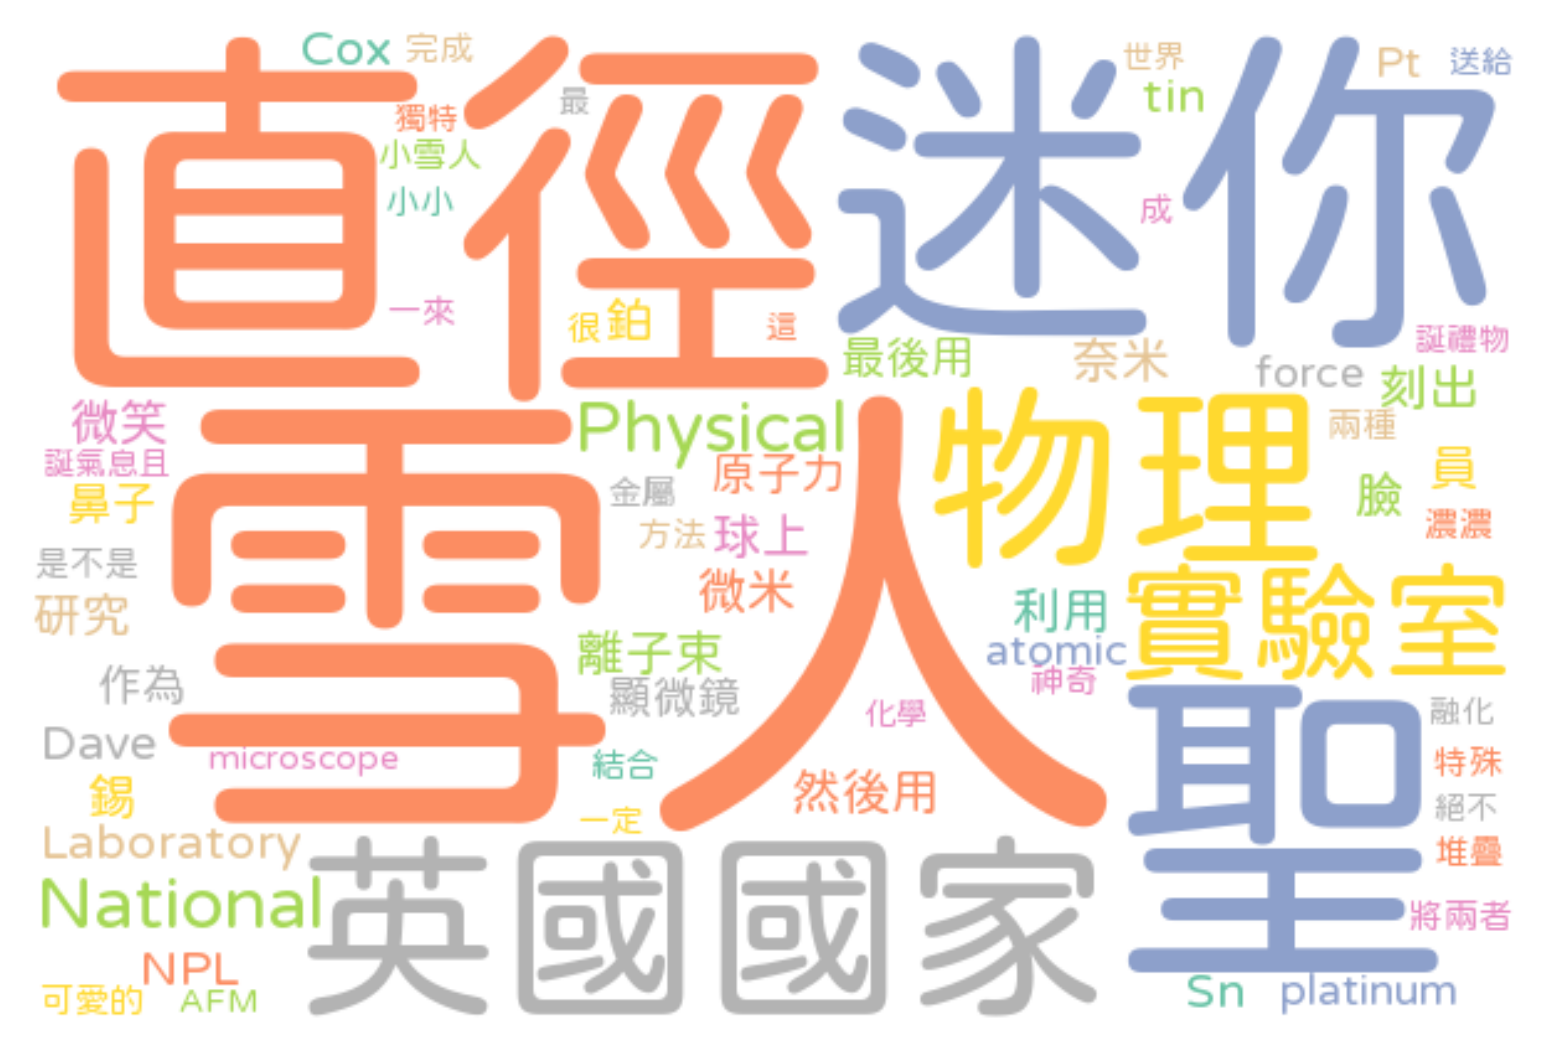 Cox 完成
直徑
獨特
小雪人
小小
一來
最
很
鉑
這
迷你
世界
tin
Pt
送給
成
誕禮物
最後用
奈米
force
刻出
兩種
微笑
誕氣息且
鼻子
是不是
研究
作為
Dave
microscope
錫
Laboratory
National
NPL
可愛的
AFM
雪人
Physical
原子力
金屬
方法
球上
微米
離子束
顯微鏡
化學
結合
然後用
一定
物理
實驗室
員
臉
濃濃
利用
atomic
神奇
聖
融化
特殊
絕不
堆疊
將兩者
英國國家
Sn
platinum